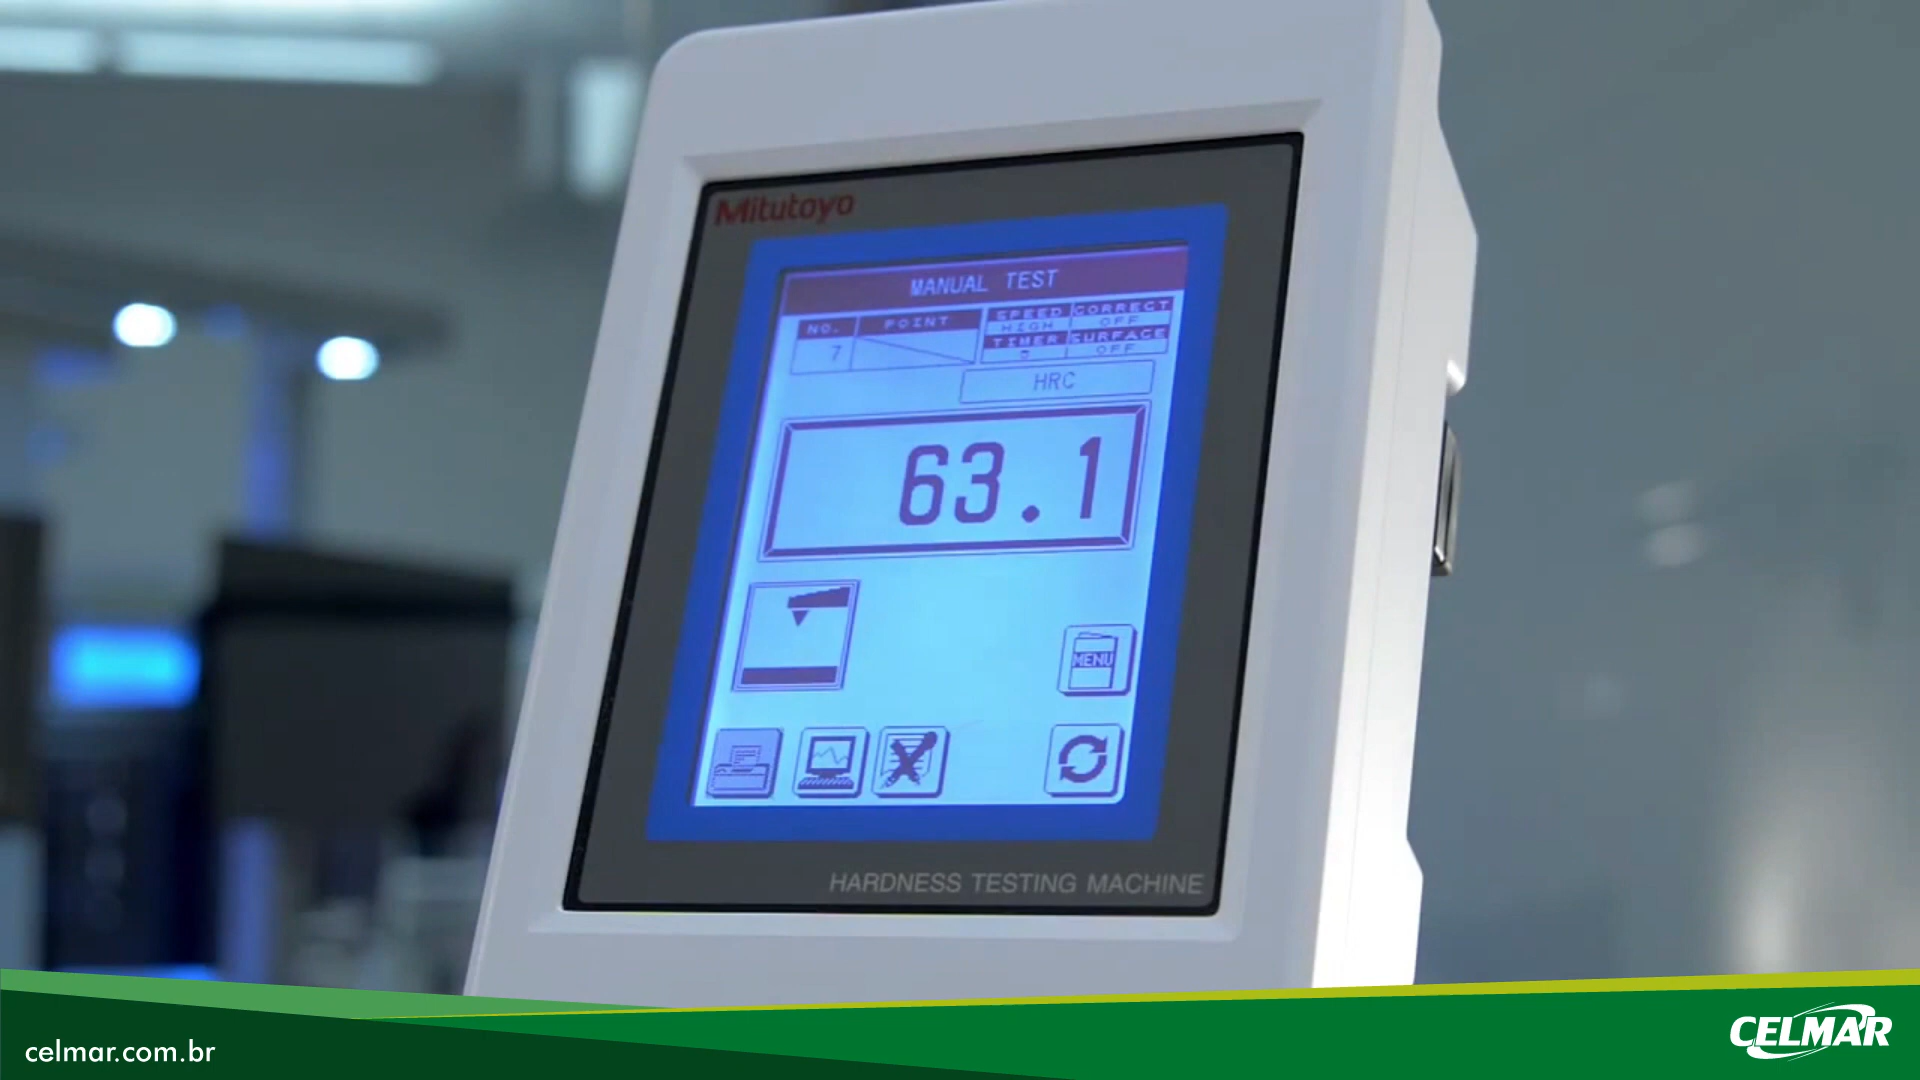 Mitutoyo
MANUAL TEST
NO. POINT SPEED CORRECT
HIGH OFF
7 TIMER SURFACE
OFF
HRC
63.1
MENU
HARDNESS TESTING MACHINE
celmar.com.br
CELMAR